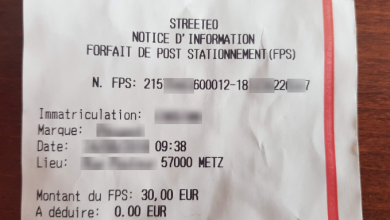 STREETEO
NOTICE D'INFORMATION
FORFAIT DE POST STATIONNEMENT(FPS)
N. FPS: 215 600012-18 220 7
Immatriculation:
Marque:
Date: 09:38
Lieu: 57000 METZ
Montant du FPS: 30,00 EUR
A déduire: 0.00 EUR